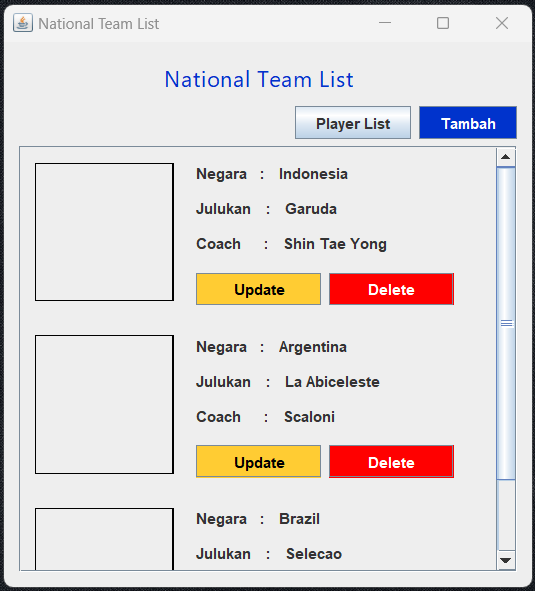 National Team List
National Team List
Player List
Tambah
Negara : Indonesia
Julukan : Garuda
Coach : Shin Tae Yong
Update
Delete
Negara : Argentina
Julukan : La Abiceleste
Coach : Scaloni
Update
Delete
Negara : Brazil
Julukan : Selecao